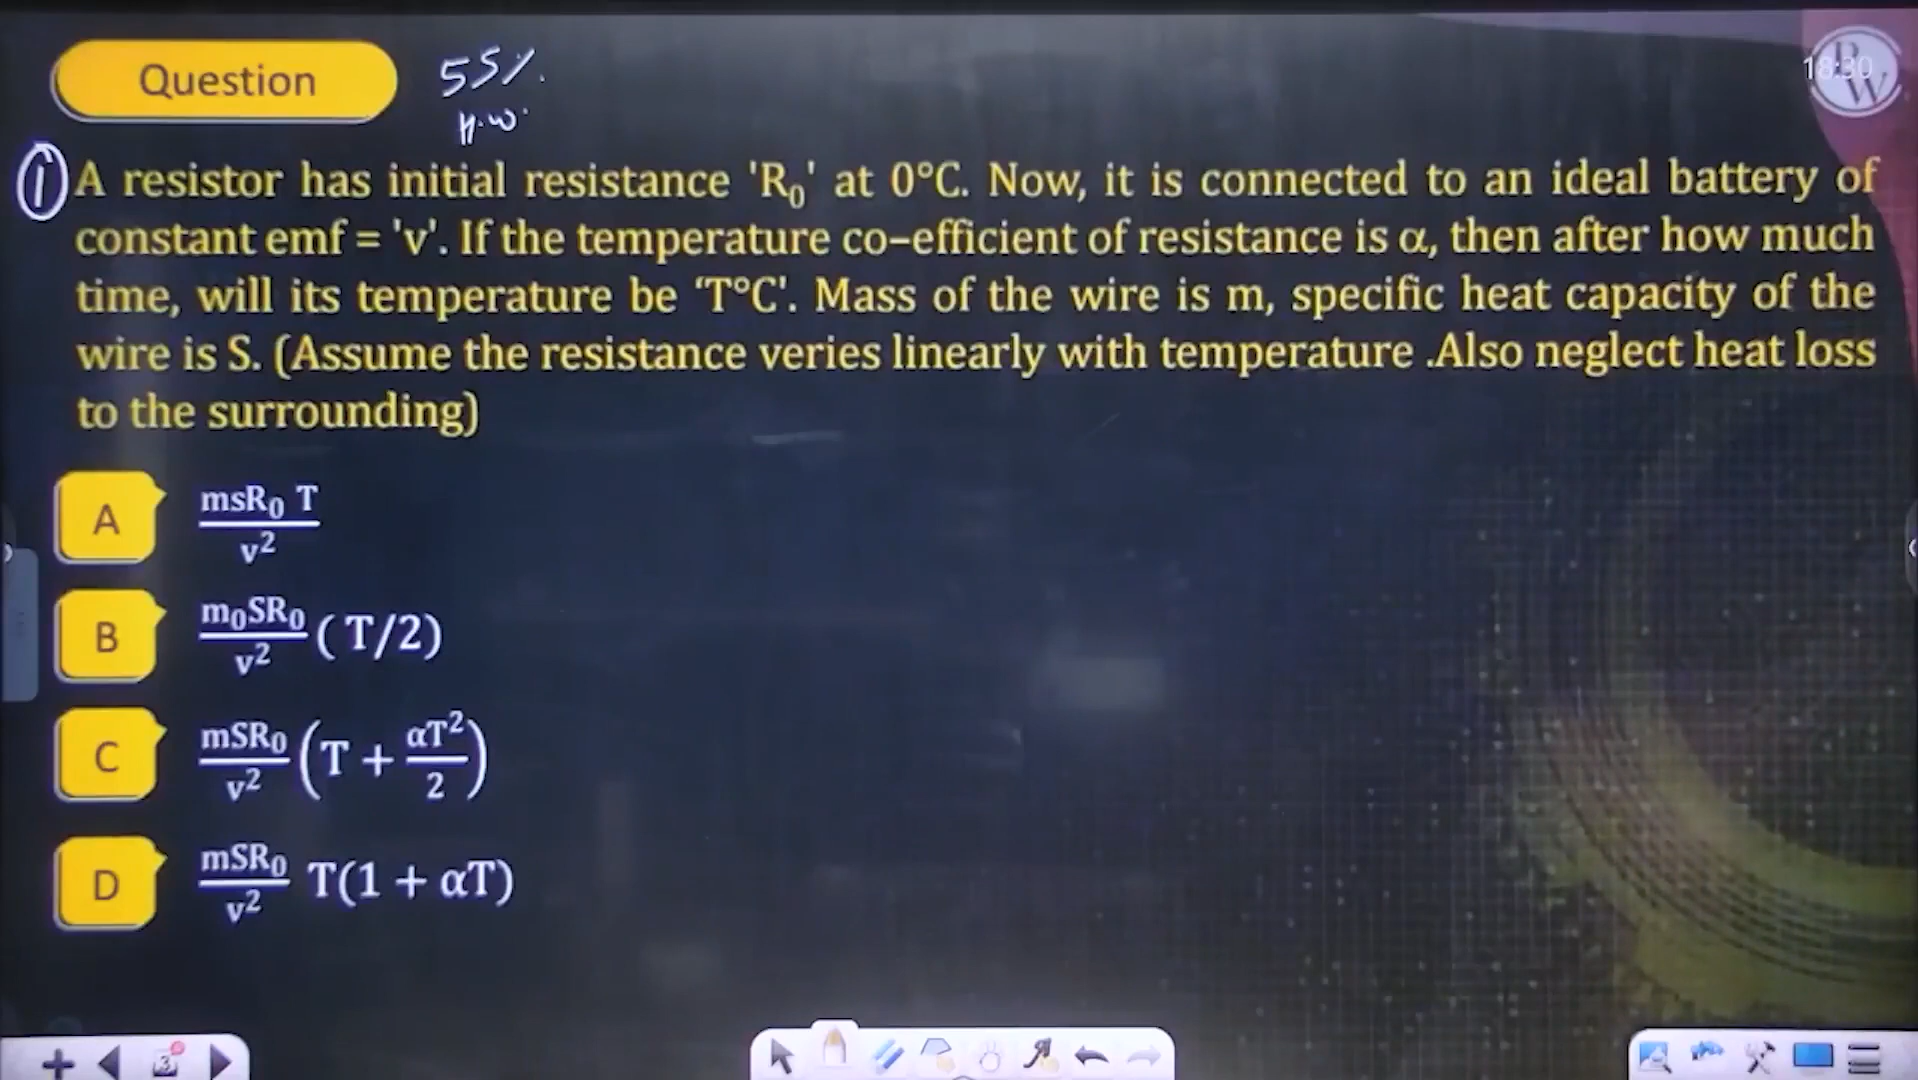 Question
55%.
H.W.
18:30
PW
① A resistor has initial resistance 'R₀' at 0°C. Now, it is connected to an ideal battery of
constant emf = 'v'. If the temperature co–efficient of resistance is α, then after how much
time, will its temperature be ‘T°C'. Mass of the wire is m, specific heat capacity of the
wire is S. (Assume the resistance veries linearly with temperature .Also neglect heat loss
to the surrounding)
A msR₀ T / v²
B m₀SR₀ / v² ( T/2)
C mSR₀ / v² (T + αT² / 2)
D mSR₀ / v² T(1 + αT)
3